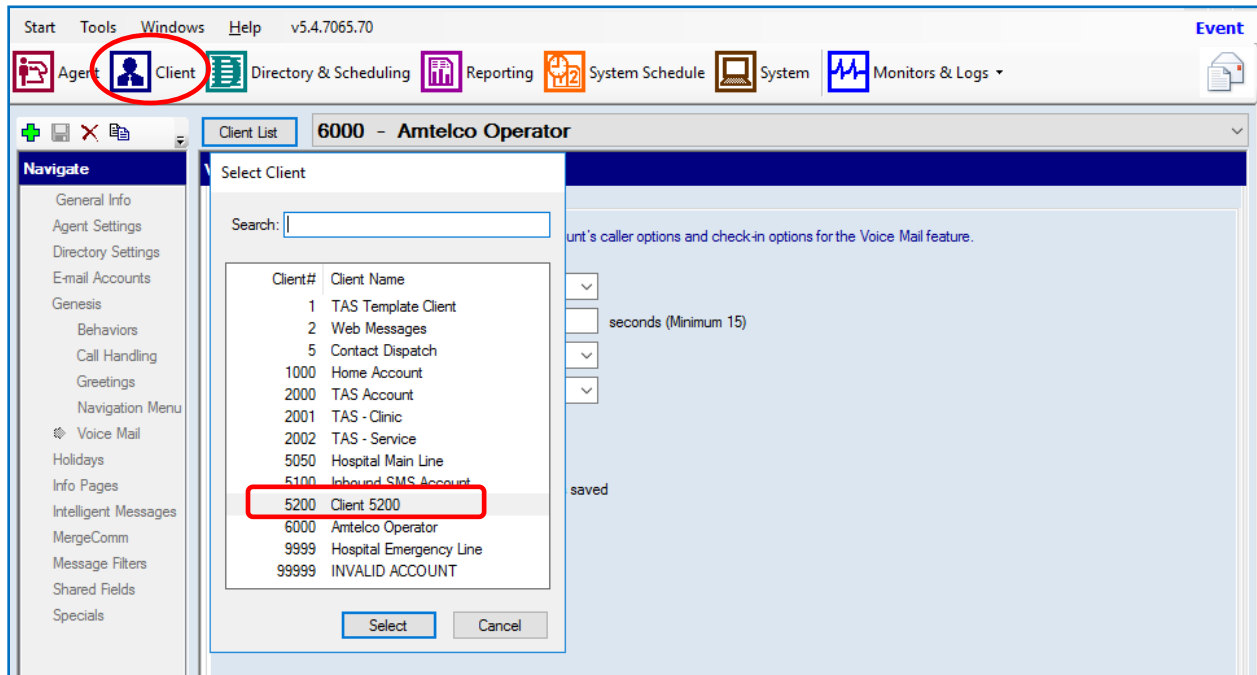 Start Tools Windows Help v5.4.7065.70 Event
Agent Client Directory & Scheduling Reporting System Schedule System Monitors & Logs
Client List 6000 - Amtelco Operator
Navigate
General Info
Agent Settings
Directory Settings
E-mail Accounts
Genesis
Behaviors
Call Handling
Greetings
Navigation Menu
Voice Mail
Holidays
Info Pages
Intelligent Messages
MergeComm
Message Filters
Shared Fields
Specials
Select Client
Search:
Client# Client Name
1 TAS Template Client
2 Web Messages
5 Contact Dispatch
1000 Home Account
2000 TAS Account
2001 TAS - Clinic
2002 TAS - Service
5050 Hospital Main Line
5100 Inbound SMS Account
5200 Client 5200
6000 Amtelco Operator
9999 Hospital Emergency Line
99999 INVALID ACCOUNT
Select Cancel
unt's caller options and check-in options for the Voice Mail feature.
seconds (Minimum 15)
saved